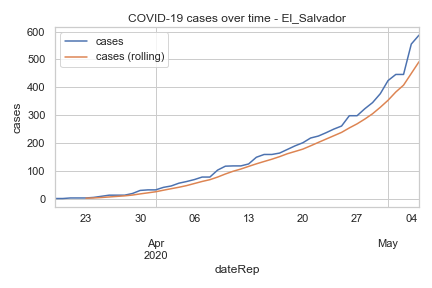 COVID-19 cases over time - El_Salvador
cases
cases (rolling)
600
500
400
300
200
100
0
cases
23
30
06
13
20
27
04
Apr
2020
May
dateRep